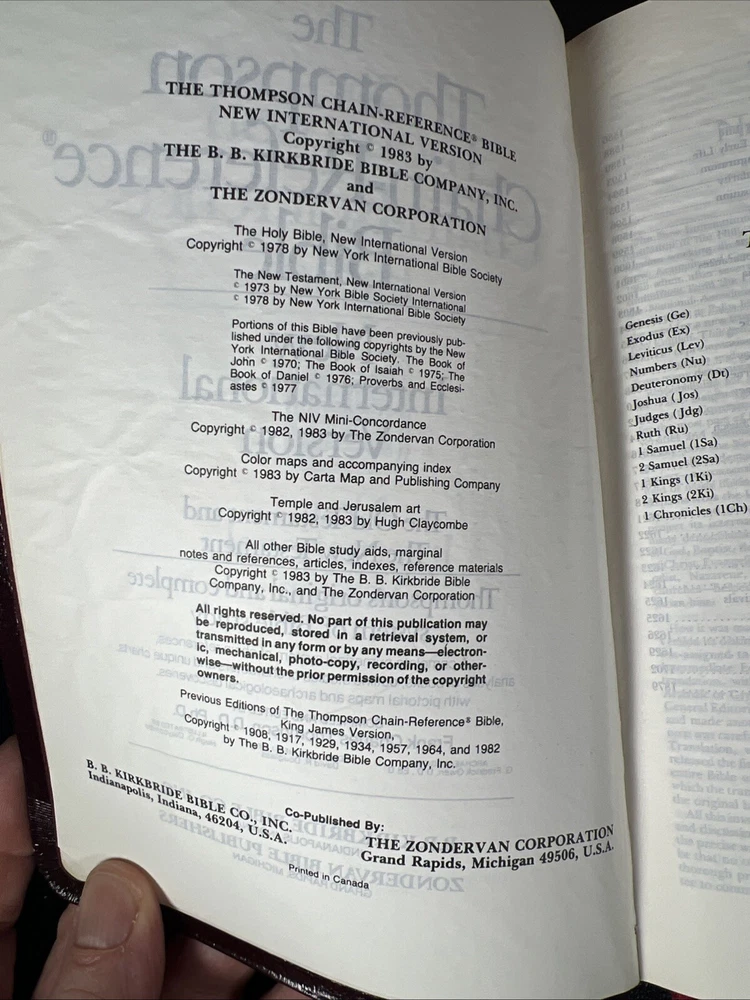 THE THOMPSON CHAIN-REFERENCE® BIBLE
NEW INTERNATIONAL VERSION
Copyright © 1983 by
THE B. B. KIRKBRIDE BIBLE COMPANY, INC.
and
THE ZONDERVAN CORPORATION
The Holy Bible, New International Version
Copyright © 1978 by New York International Bible Society
The New Testament, New International Version
© 1973 by New York Bible Society International
© 1978 by New York International Bible Society
Portions of this Bible have been previously pub-
lished under the following copyrights by the New
York International Bible Society. The Book of
John © 1970; The Book of Isaiah © 1975; The
Book of Daniel © 1976; Proverbs and Ecclesi-
astes © 1977
The NIV Mini-Concordance
Copyright © 1982, 1983 by The Zondervan Corporation
Color maps and accompanying index
Copyright © 1983 by Carta Map and Publishing Company
Temple and Jerusalem art
Copyright © 1982, 1983 by Hugh Claycombe
All other Bible study aids, marginal
notes and references, articles, indexes, reference materials
Copyright © 1983 by The B. B. Kirkbride Bible
Company, Inc., and The Zondervan Corporation
All rights reserved. No part of this publication may
be reproduced, stored in a retrieval system, or
transmitted in any form or by any means—electron-
ic, mechanical, photo-copy, recording, or other-
wise—without the prior permission of the copyright
owners.
Previous Editions of The Thompson Chain-Reference® Bible,
King James Version,
Copyright © 1908, 1917, 1929, 1934, 1957, 1964, and 1982
by The B. B. Kirkbride Bible Company, Inc.
Co-Published By:
B. B. KIRKBRIDE BIBLE CO., INC.
Indianapolis, Indiana, 46204, U.S.A.
THE ZONDERVAN CORPORATION
Grand Rapids, Michigan 49506, U.S.A.
Printed in Canada
Genesis (Ge)
Exodus (Ex)
Leviticus (Lev)
Numbers (Nu)
Deuteronomy (Dt)
Joshua (Jos)
Judges (Jdg)
Ruth (Ru)
1 Samuel (1Sa)
2 Samuel (2Sa)
1 Kings (1Ki)
2 Kings (2Ki)
1 Chronicles (1Ch)